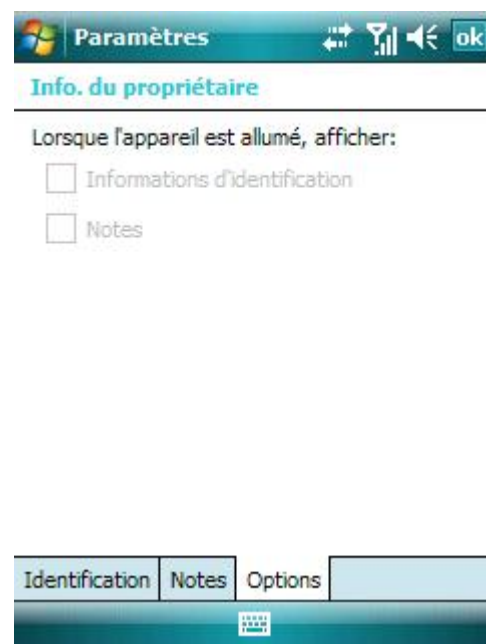 Paramètres ok
Info. du propriétaire
Lorsque l'appareil est allumé, afficher:
Informations d'identification
Notes
Identification Notes Options